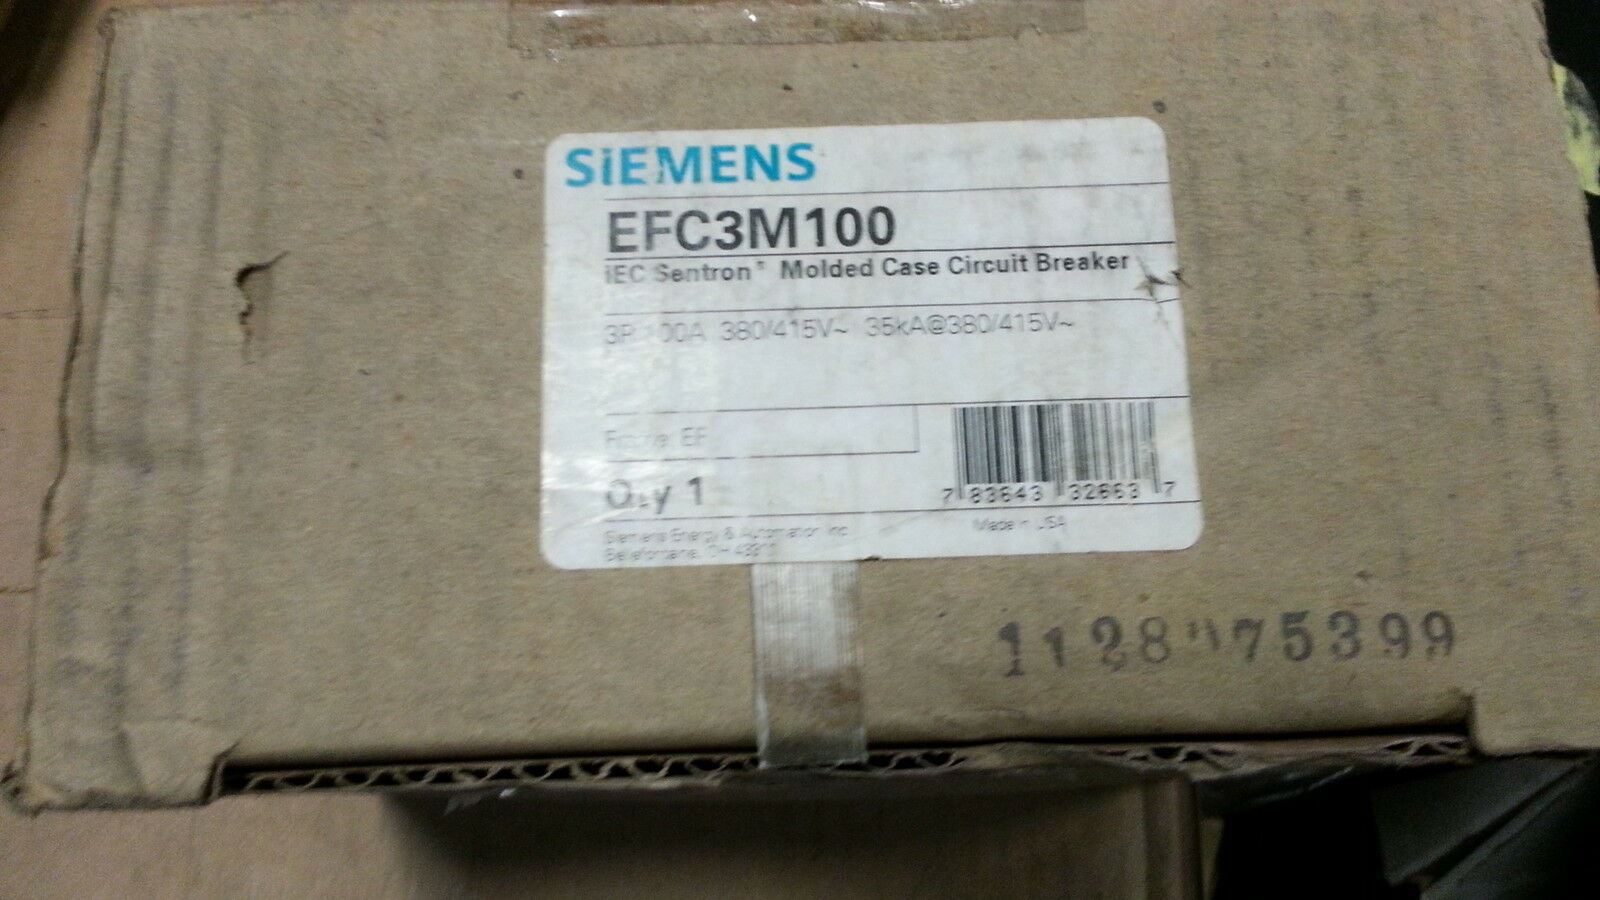 SIEMENS
EFC3M100
IEC Sentron Molded Case Circuit Breaker
3P 100A 380/415V~ 35kA@380/415V~
Frame EF
Qty 1
7 83643 32663 7
Siemens Energy & Automation Inc
Made in USA
Bellefontaine, OH
75399